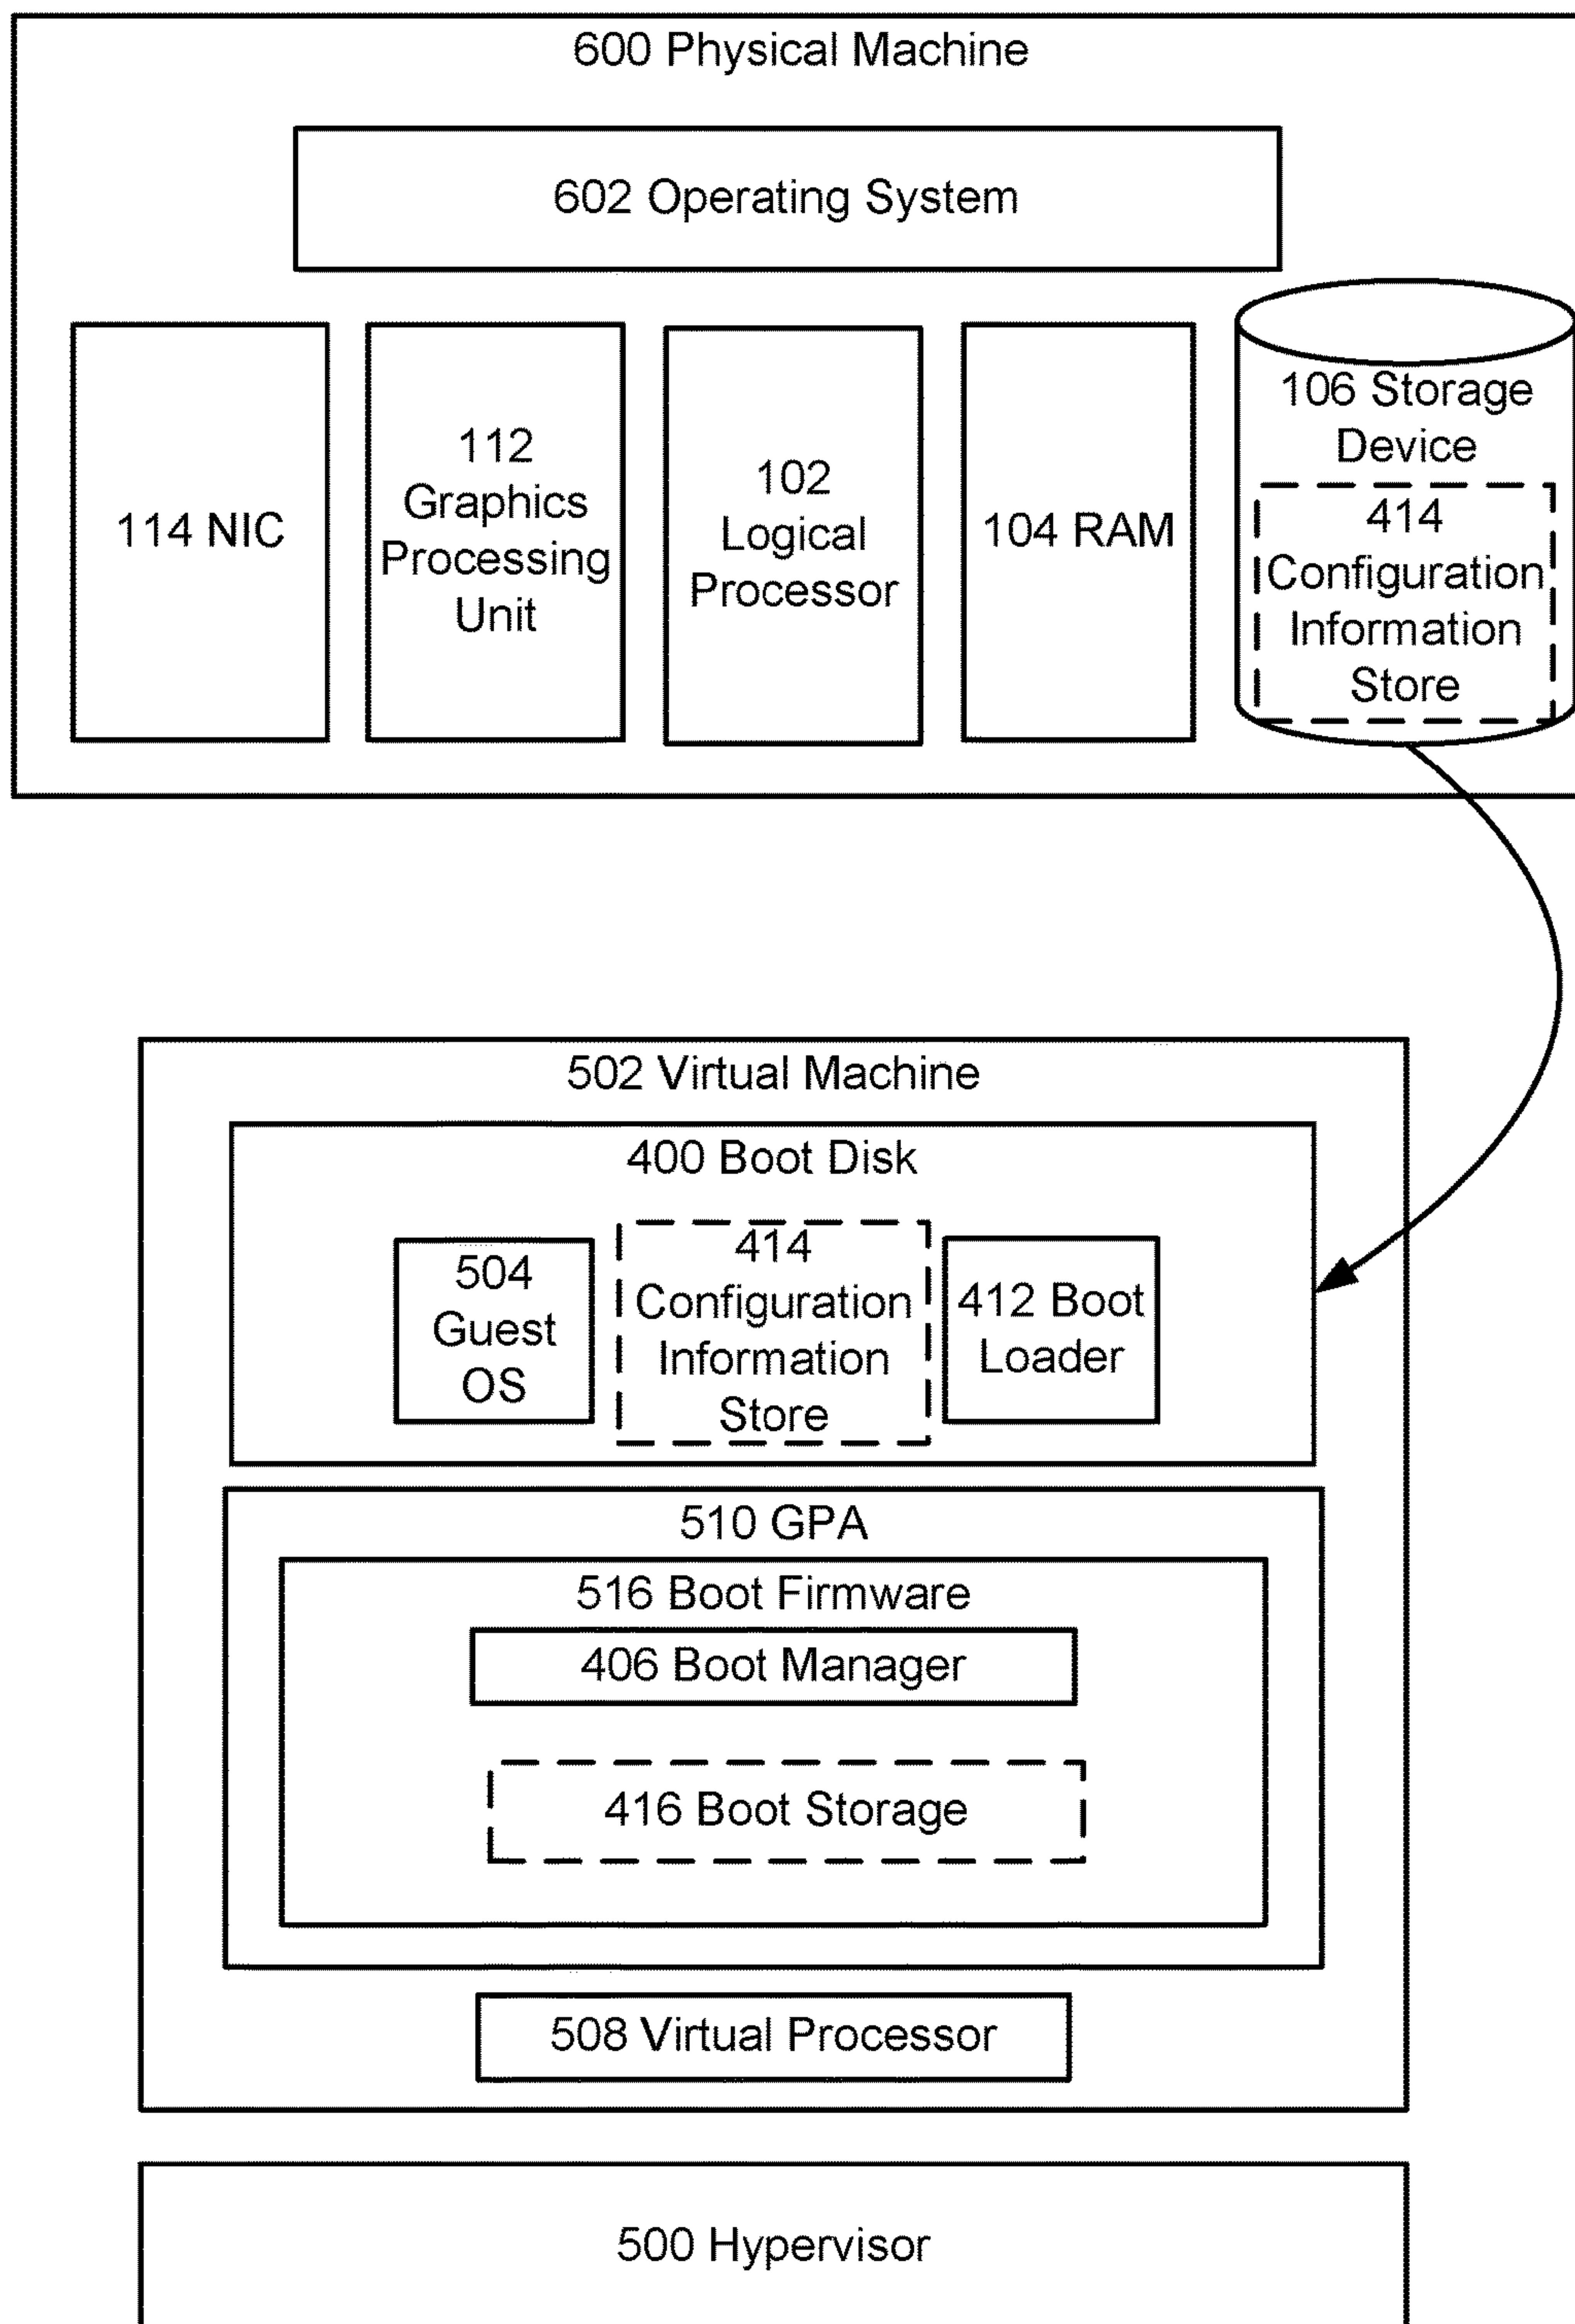 600 Physical Machine
602 Operating System
114 NIC
112
Graphics
Processing
Unit
102
Logical
Processor
104 RAM
106 Storage
Device
414
Configuration
Information
Store
502 Virtual Machine
400 Boot Disk
504
Guest
OS
414
Configuration
Information
Store
412 Boot
Loader
510 GPA
516 Boot Firmware
406 Boot Manager
416 Boot Storage
508 Virtual Processor
500 Hypervisor